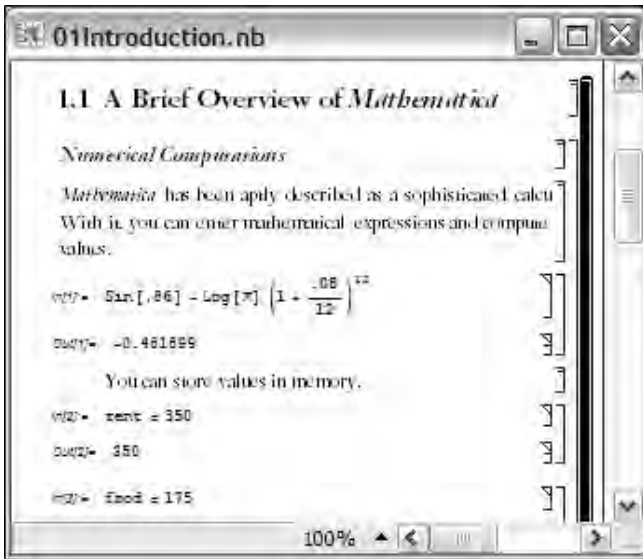 01Introduction.nb
1.1 A Brief Overview of Mathematica
Numerical Computations
Mathematica has been aptly described as a sophisticated calcu
With it you can enter mathematical expressions and compute
values.
In[1]:= Sin[.86] - Log[π] (1 + .08/12)^12
Out[1]= -0.481899
You can store values in memory.
In[2]:= rent = 350
Out[2]= 350
In[3]:= food = 175
100%